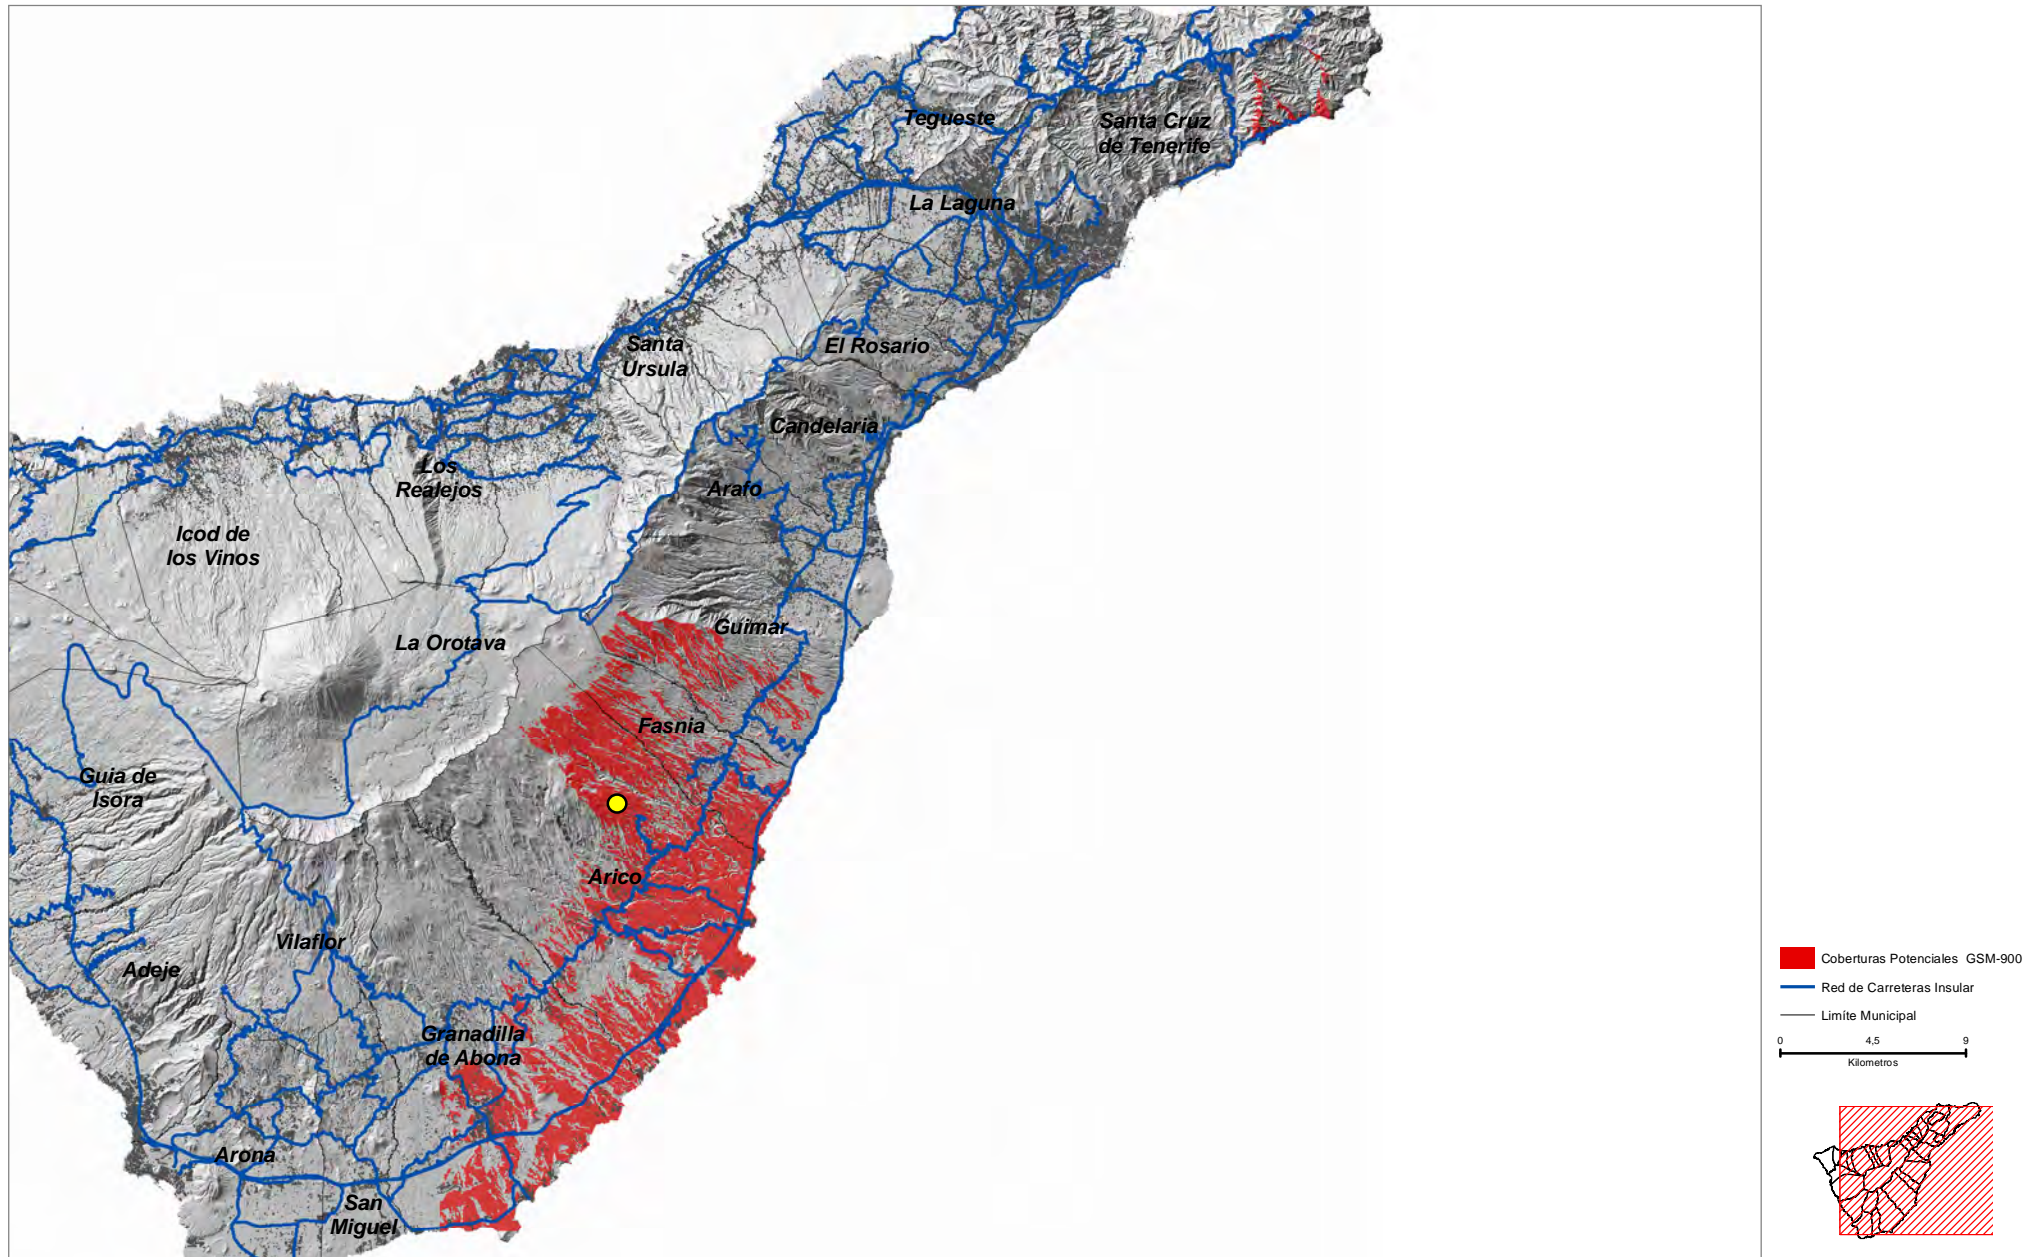 Tegueste
Santa Cruz
de Tenerife
La Laguna
Santa
Ursula
El Rosario
Candelaria
Los
Realejos
Arafo
Icod de
los Vinos
La Orotava
Guimar
Fasnia
Guia de
Isora
Arico
Vilaflor
Adeje
Granadilla
de Abona
Arona
San
Miguel
Coberturas Potenciales GSM-900
Red de Carreteras Insular
Limíte Municipal
0 4,5 9
Kilometros